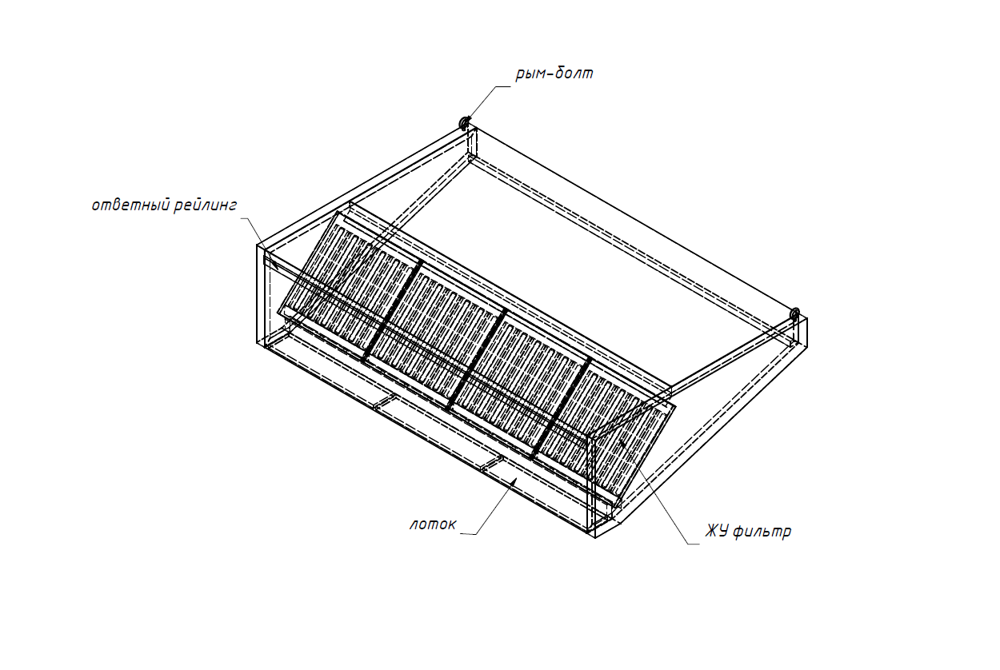 рым-болт
ответный рейлинг
лоток
ЖУ фильтр